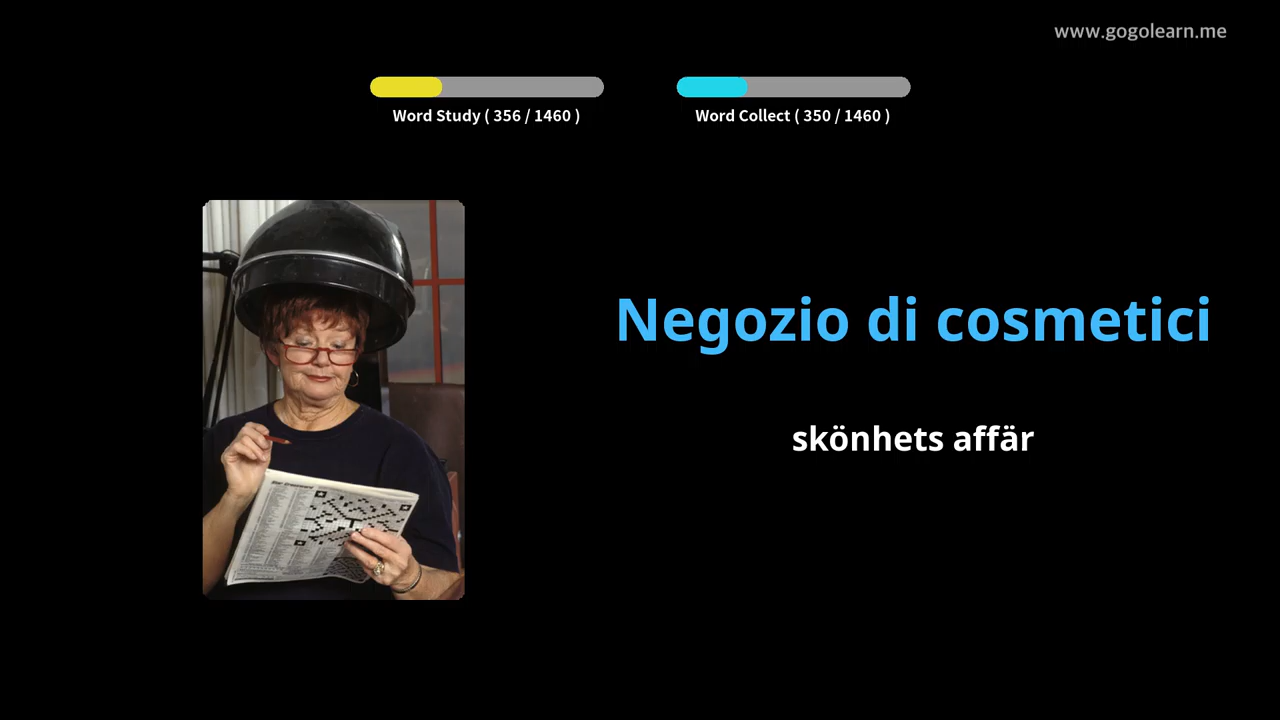 www.gogolearn.me
Word Study ( 356 / 1460 )
Word Collect ( 350 / 1460 )
Negozio di cosmetici
skönhets affär